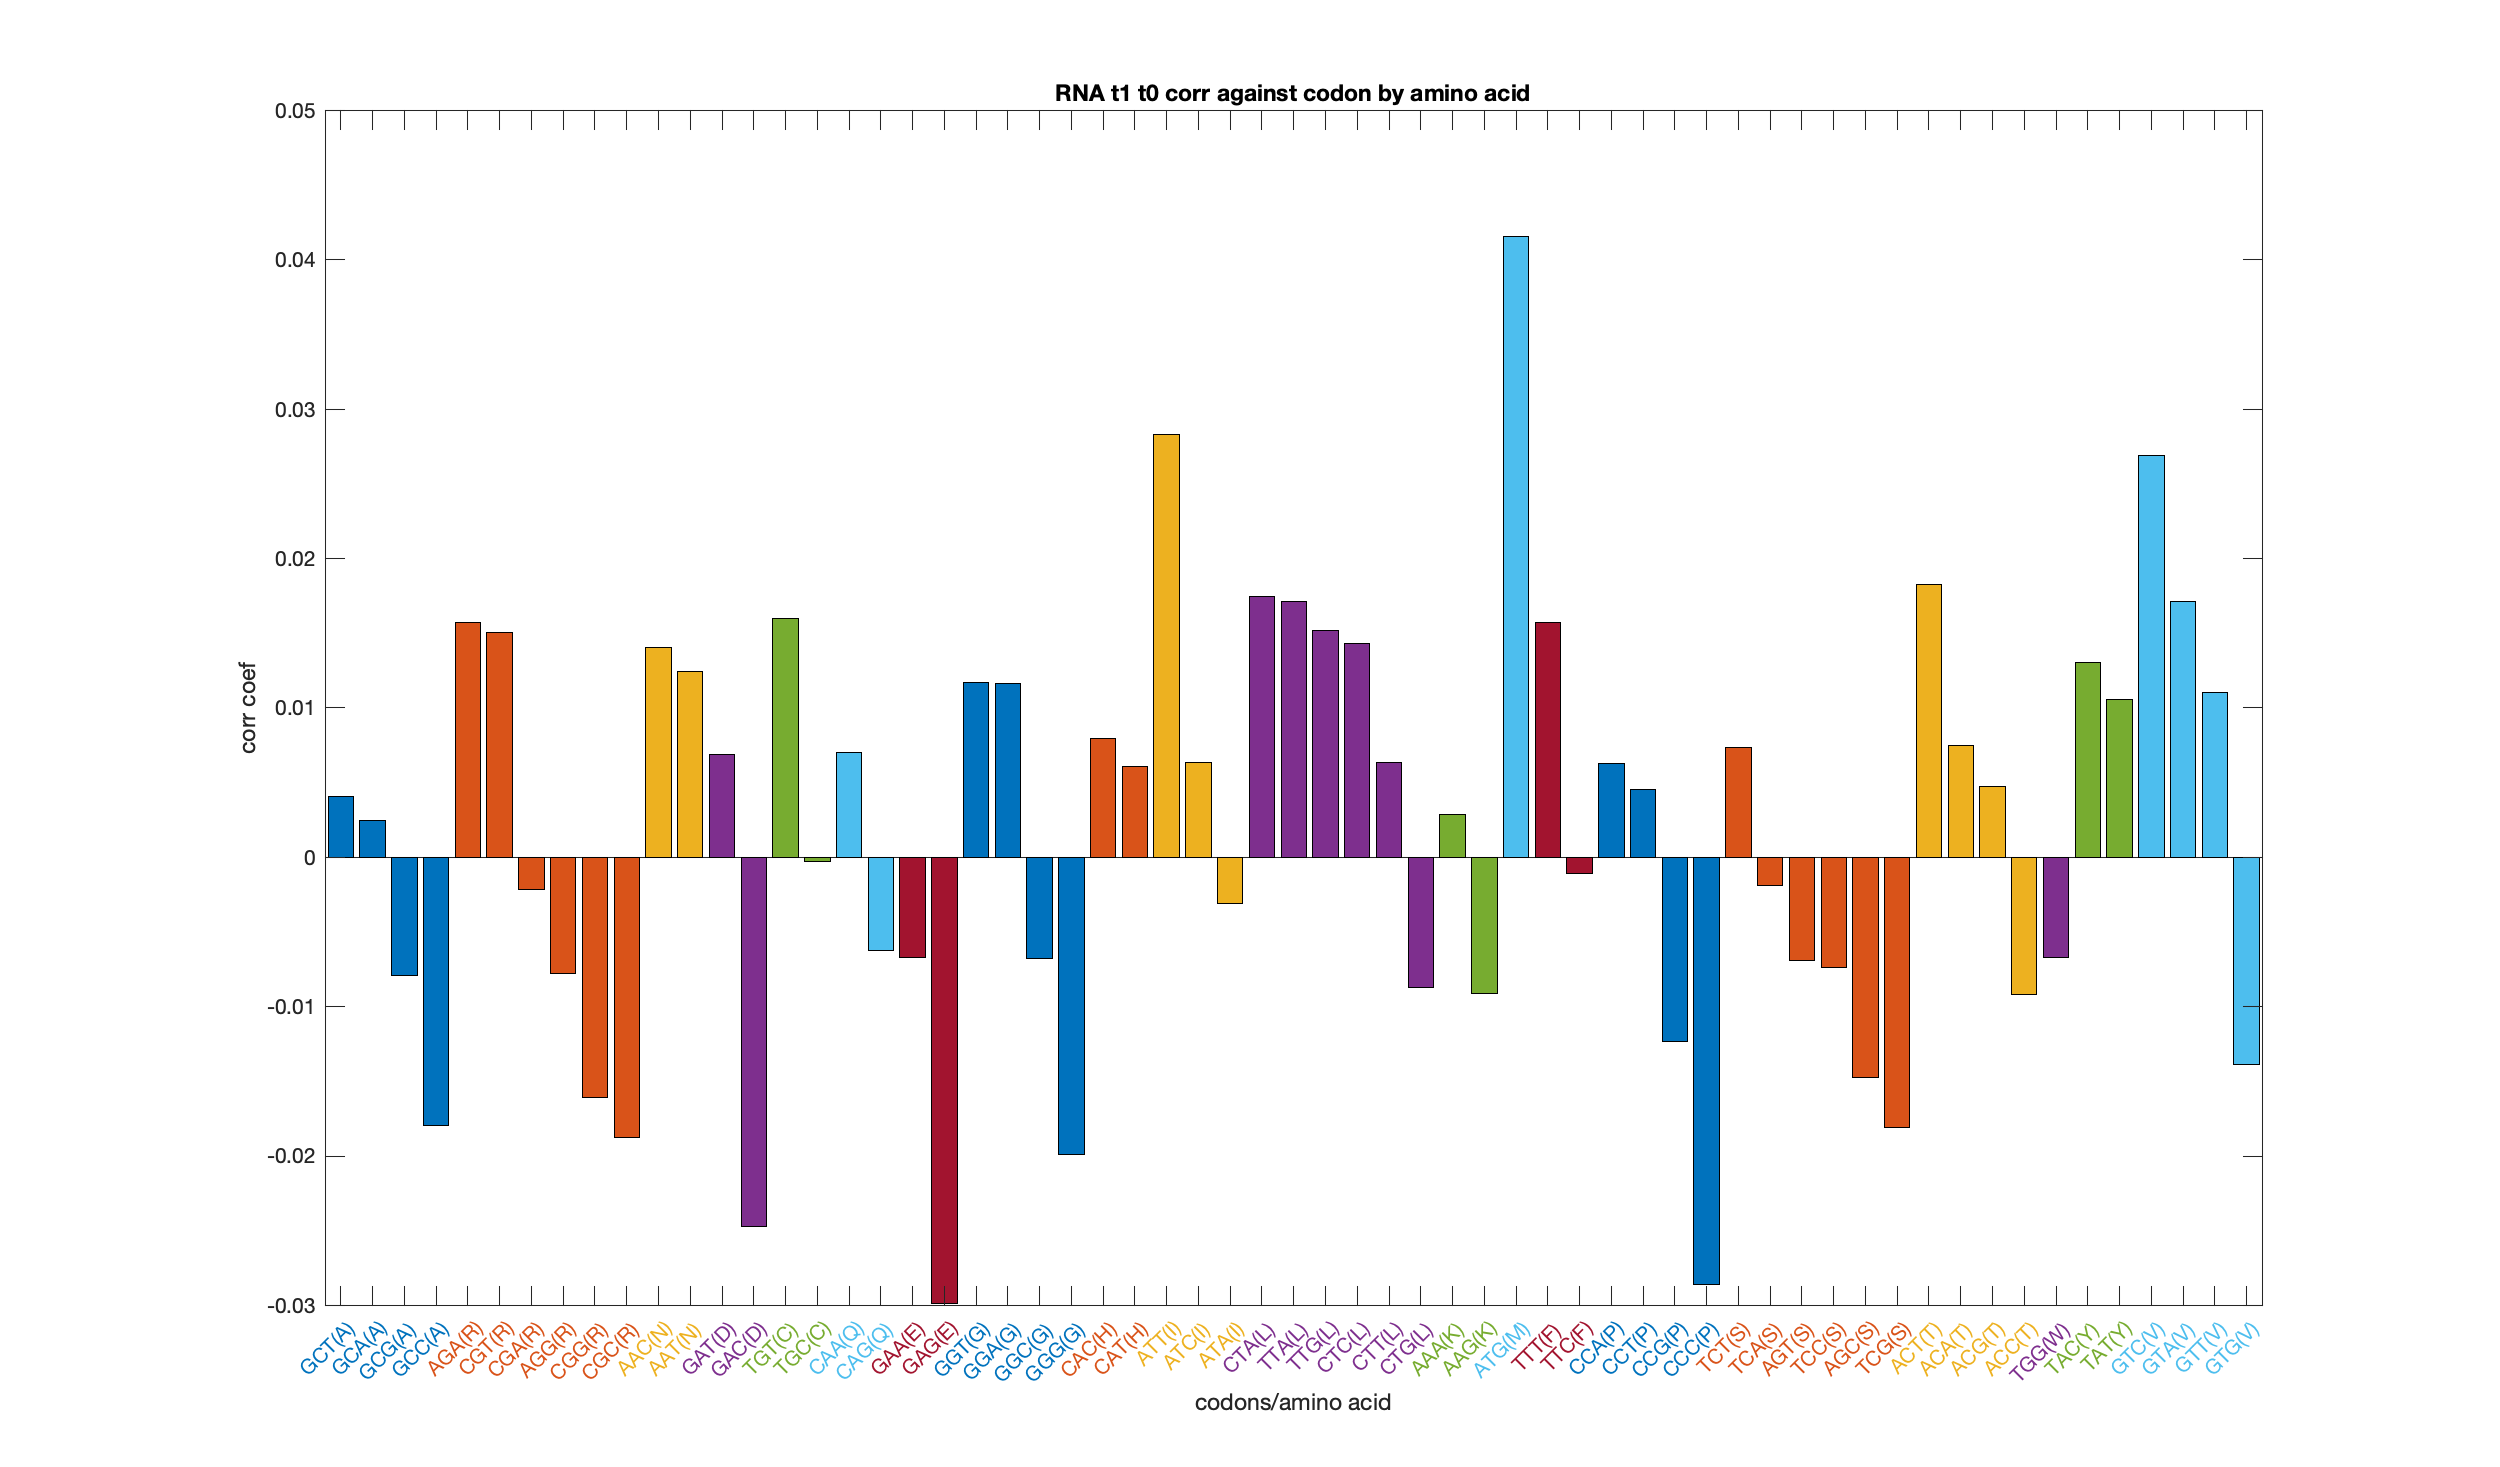 RNA t1 t0 corr against codon by amino acid
0.05
0.04
0.03
0.02
0.01
0
-0.01
-0.02
-0.03
corr coef
GCT(A)
GCA(A)
GCG(A)
GCC(A)
AGA(R)
CGT(R)
CGA(R)
AGG(R)
CGG(R)
CGC(R)
AAC(N)
AAT(N)
GAT(D)
GAC(D)
TGT(C)
TGC(C)
CAA(Q)
CAG(Q)
GAA(E)
GAG(E)
GGT(G)
GGA(G)
GGC(G)
GGG(G)
CAC(H)
CAT(H)
ATT(I)
ATC(I)
ATA(I)
CTA(L)
TTA(L)
TTG(L)
CTC(L)
CTT(L)
CTG(L)
AAA(K)
AAG(K)
ATG(M)
TTT(F)
TTC(F)
CCA(P)
CCT(P)
CCG(P)
CCC(P)
TCT(S)
TCA(S)
AGT(S)
TCC(S)
AGC(S)
TCG(S)
ACT(T)
ACA(T)
ACG(T)
ACC(T)
TGG(W)
TAC(Y)
TAT(Y)
GTC(V)
GTA(V)
GTT(V)
GTG(V)
codons/amino acid